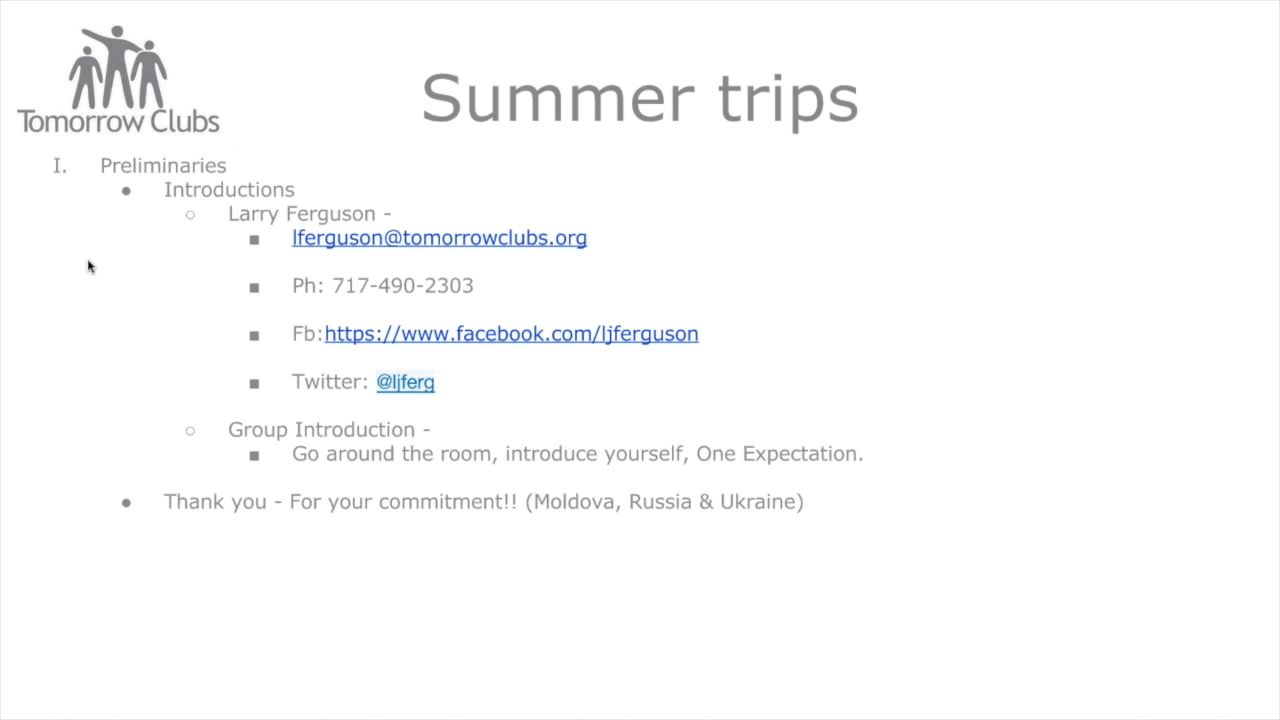 Tomorrow Clubs
Summer trips
I. Preliminaries
● Introductions
○ Larry Ferguson -
■ lferguson@tomorrowclubs.org
■ Ph: 717-490-2303
■ Fb:https://www.facebook.com/ljferguson
■ Twitter: @ljferg
○ Group Introduction -
■ Go around the room, introduce yourself, One Expectation.
● Thank you - For your commitment!! (Moldova, Russia & Ukraine)